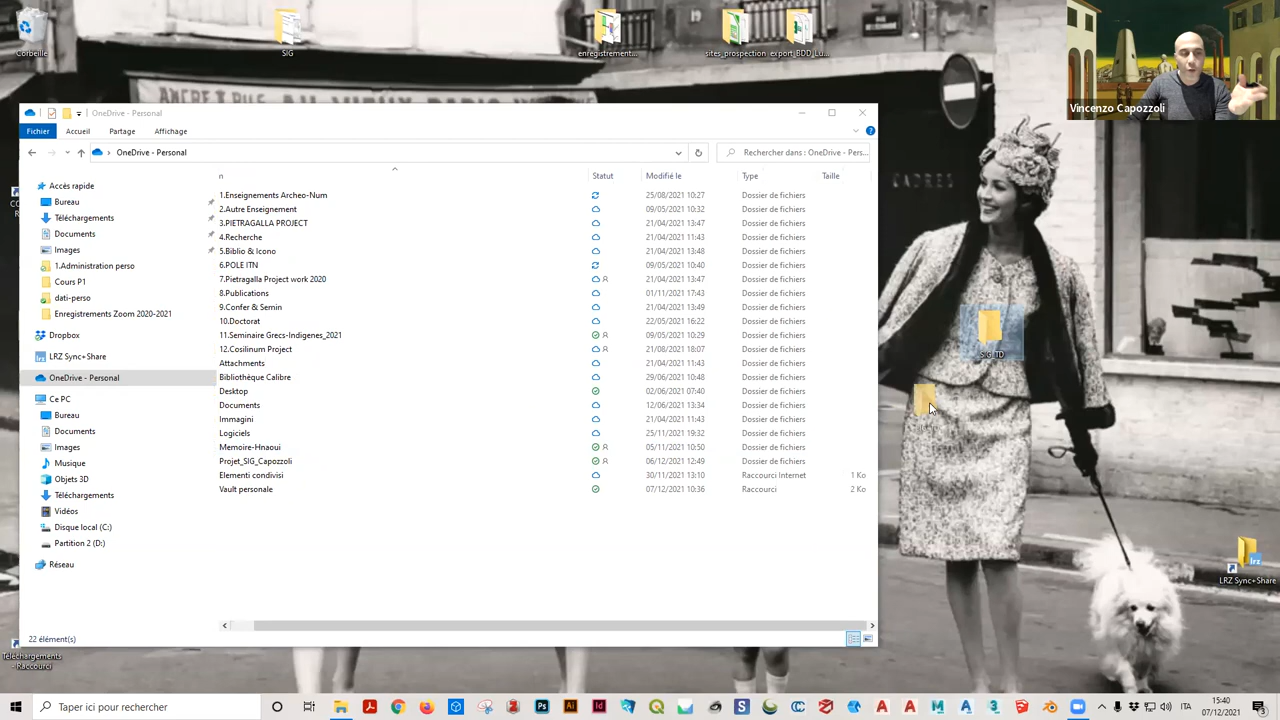 Corbeille
SIG
enregistrement...
sites_prospection
export_BDD_Lu...
Vincenzo Capozzoli
ANCRE A BUS AU VIEUX PARIS
CADRES
OneDrive - Personal
Fichier
Accueil
Partage
Affichage
OneDrive - Personal
Rechercher dans : OneDrive - Pers...
n
Statut
Modifié le
Type
Taille
Accès rapide
Bureau
Téléchargements
Documents
Images
1.Administration perso
Cours P1
dati-perso
Enregistrements Zoom 2020-2021
Dropbox
LRZ Sync+Share
OneDrive - Personal
Ce PC
Bureau
Documents
Images
Musique
Objets 3D
Téléchargements
Vidéos
Disque local (C:)
Partition 2 (D:)
Réseau
1.Enseignements Archeo-Num 25/08/2021 10:27 Dossier de fichiers
2.Autre Enseignement 09/05/2021 10:32 Dossier de fichiers
3.PIETRAGALLA PROJECT 21/04/2021 13:47 Dossier de fichiers
4.Recherche 21/04/2021 11:43 Dossier de fichiers
5.Biblio & Icono 21/04/2021 13:48 Dossier de fichiers
6.POLE ITN 09/05/2021 10:40 Dossier de fichiers
7.Pietragalla Project work 2020 21/04/2021 13:47 Dossier de fichiers
8.Publications 01/11/2021 17:43 Dossier de fichiers
9.Confer & Semin 21/04/2021 13:49 Dossier de fichiers
10.Doctorat 22/05/2021 16:22 Dossier de fichiers
11.Seminaire Grecs-Indigenes_2021 09/05/2021 10:29 Dossier de fichiers
12.Cosilinum Project 21/08/2021 18:07 Dossier de fichiers
Attachments 21/04/2021 11:43 Dossier de fichiers
Bibliothèque Calibre 29/06/2021 10:48 Dossier de fichiers
Desktop 02/06/2021 07:40 Dossier de fichiers
Documents 12/06/2021 13:34 Dossier de fichiers
Immagini 21/04/2021 11:43 Dossier de fichiers
Logiciels 25/11/2021 19:32 Dossier de fichiers
Memoire-Hnaoui 05/11/2021 10:50 Dossier de fichiers
Projet_SIG_Capozzoli 06/12/2021 12:49 Dossier de fichiers
Elementi condivisi 30/11/2021 13:10 Raccourci Internet 1 Ko
Vault personale 07/12/2021 10:36 Raccourci 2 Ko
22 élément(s)
SIG_TD
LRZ Sync+Share
Téléchargements
- Raccourci
Taper ici pour rechercher
ITA
15:40
07/12/2021